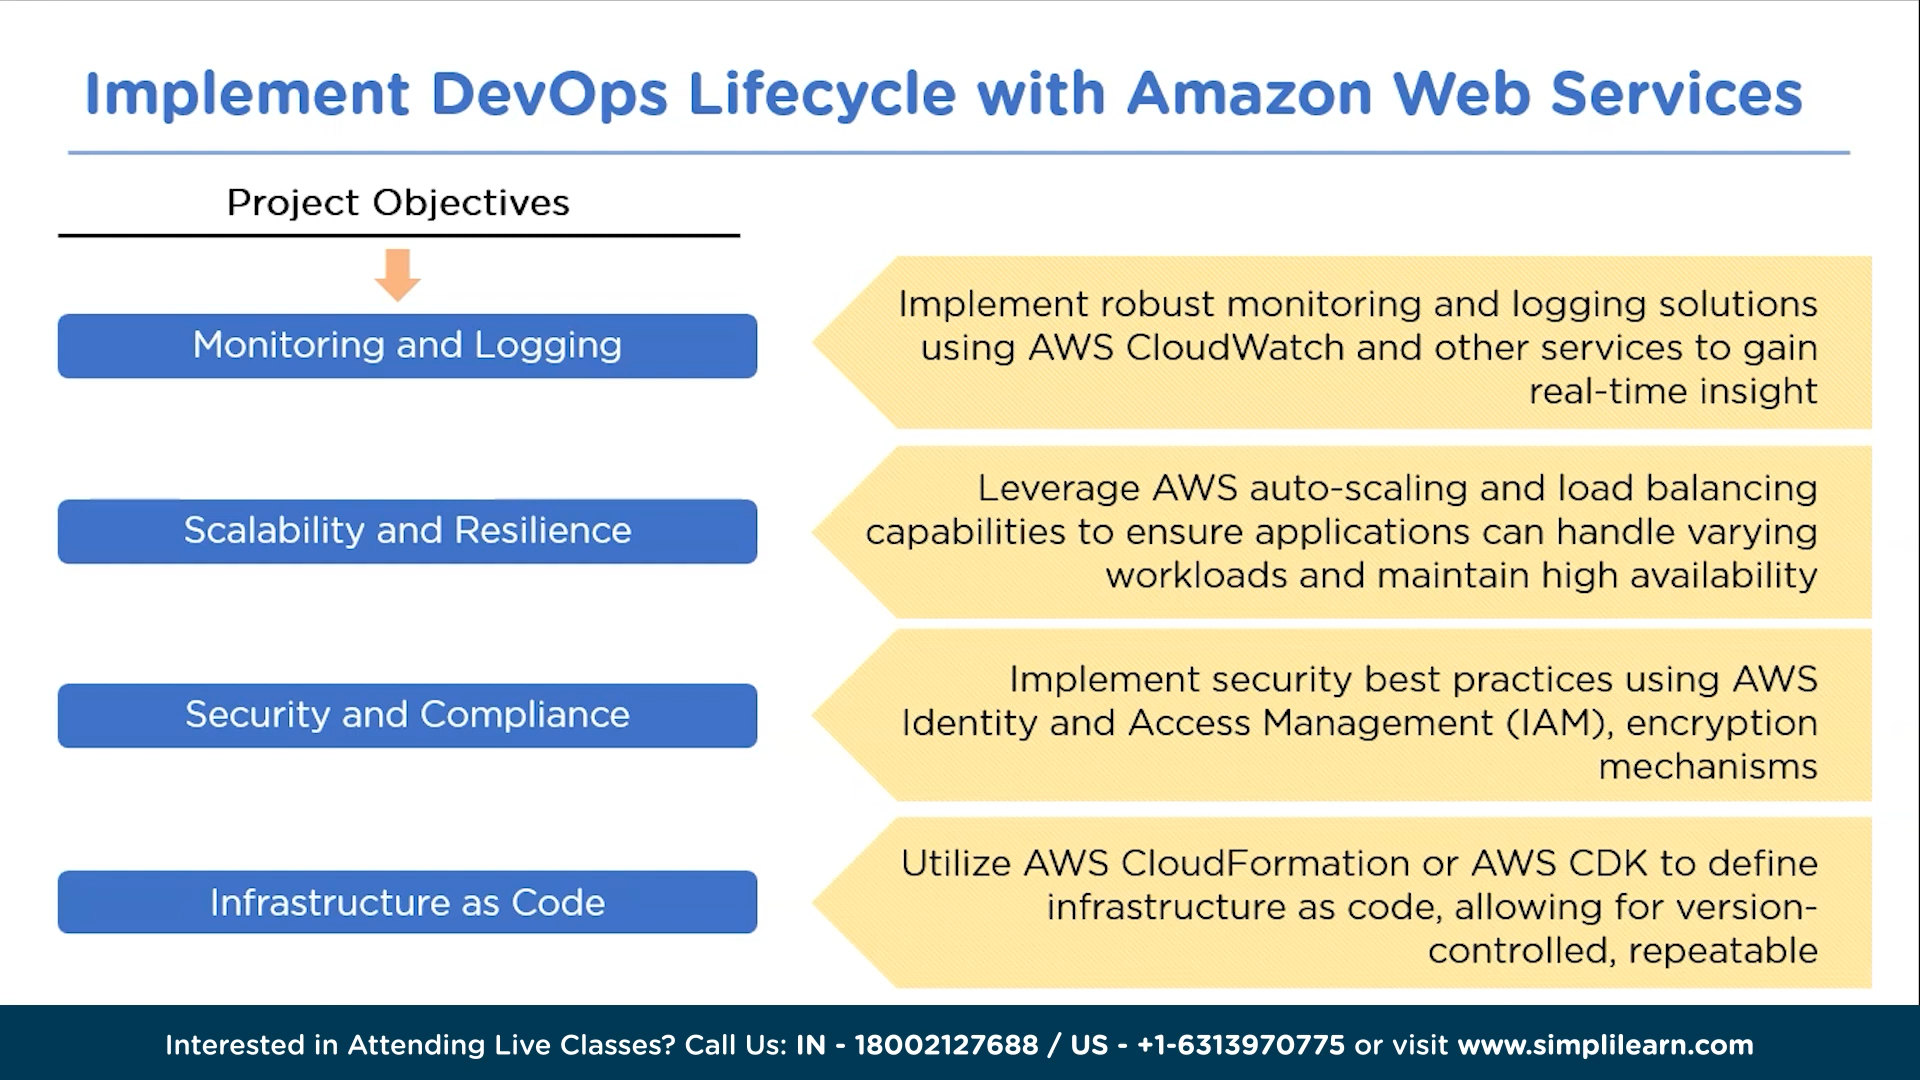 Implement DevOps Lifecycle with Amazon Web Services
Project Objectives
Monitoring and Logging
Implement robust monitoring and logging solutions
using AWS CloudWatch and other services to gain
real-time insight
Scalability and Resilience
Leverage AWS auto-scaling and load balancing
capabilities to ensure applications can handle varying
workloads and maintain high availability
Security and Compliance
Implement security best practices using AWS
Identity and Access Management (IAM), encryption
mechanisms
Infrastructure as Code
Utilize AWS CloudFormation or AWS CDK to define
infrastructure as code, allowing for version-
controlled, repeatable
Interested in Attending Live Classes? Call Us: IN - 18002127688 / US - +1-6313970775 or visit www.simplilearn.com